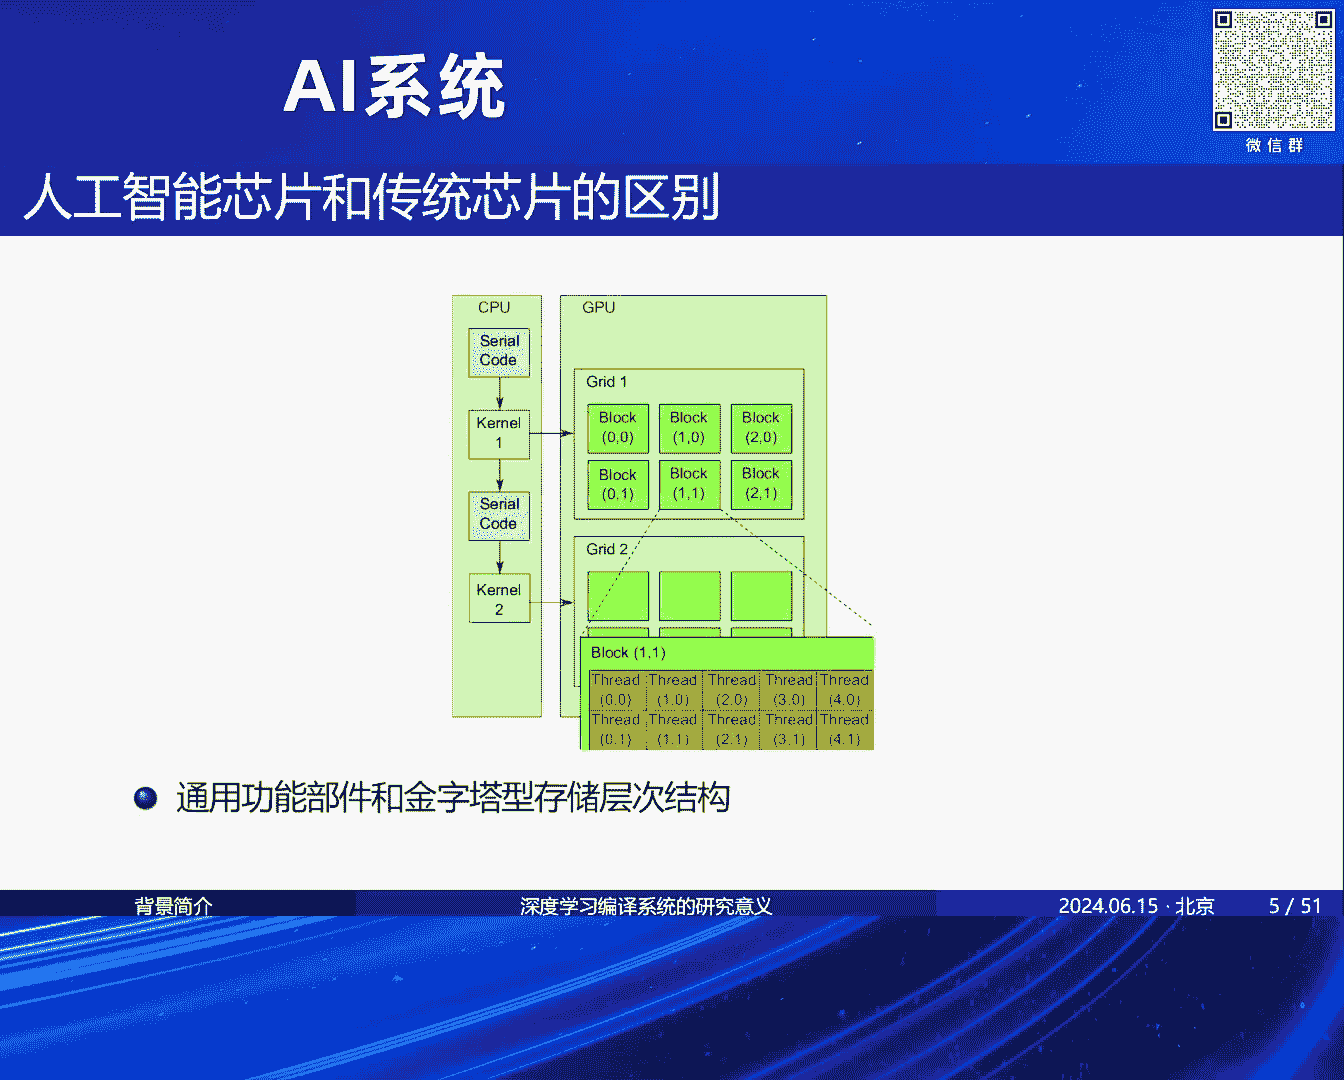 AI系统
微信群
人工智能芯片和传统芯片的区别
CPU
Serial
Code
Kernel
1
Serial
Code
Kernel
2
GPU
Grid 1
Block
(0,0)
Block
(1,0)
Block
(2,0)
Block
(0,1)
Block
(1,1)
Block
(2,1)
Grid 2
Block (1,1)
Thread
(0,0)
Thread
(1,0)
Thread
(2,0)
Thread
(3,0)
Thread
(4,0)
Thread
(0,1)
Thread
(1,1)
Thread
(2,1)
Thread
(3,1)
Thread
(4,1)
通用功能部件和金字塔型存储层次结构
背景简介
深度学习编译系统的研究意义
2024.06.15 · 北京
5 / 51